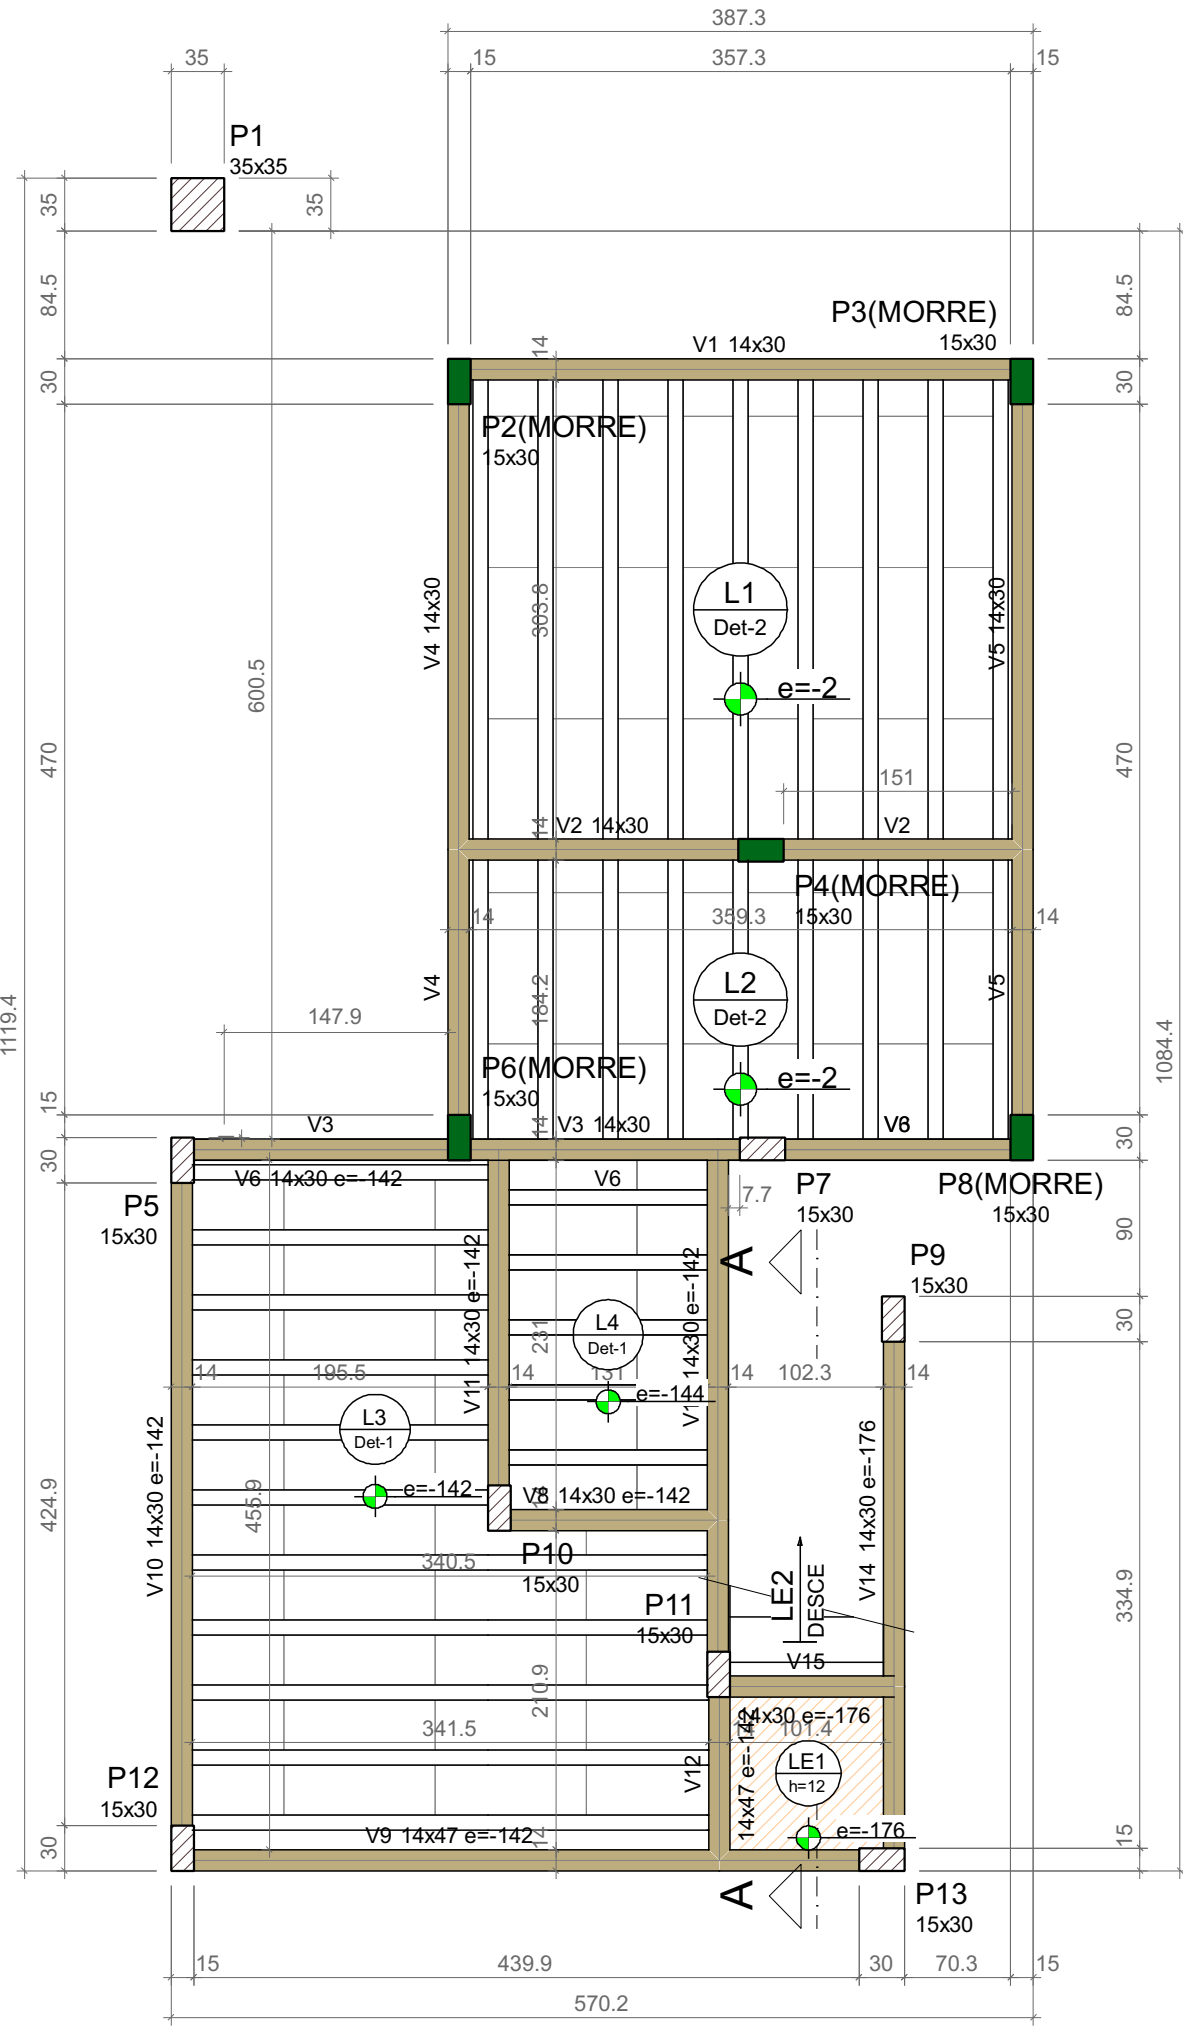 387.3
35
15
357.3
15
P1
35x35
35
35
84.5
84.5
P3(MORRE)
15x30
V1 14x30
14
30
30
P2(MORRE)
15x30
V4 14x30
L1
Det-2
303.8
V5 14x30
600.5
e=-2
470
470
151
14
V2 14x30
V2
P4(MORRE)
15x30
14
359.3
14
V4
L2
Det-2
184.2
V5
1119.4
147.9
1084.4
P6(MORRE)
15x30
e=-2
15
V3
14
V3 14x30
30
30
V6 14x30 e=-142
V6
P5
15x30
7.7
P7
15x30
P8(MORRE)
15x30
90
A
P9
15x30
V11 14x30 e=-142
14x30 e=-142
30
L4
Det-1
231
14
195.5
14
131
14
102.3
14
e=-144
L3
Det-1
V10 14x30 e=-142
V14 14x30 e=-176
424.9
455.9
e=-142
V8 14x30 e=-142
P10
15x30
340.5
P11
15x30
LE2
DESCE
334.9
V15
210.9
14x30 e=-176
341.5
101.4
V12
14x47 e=-142
LE1
h=12
P12
15x30
V9 14x47 e=-142
14
e=-176
30
15
A
P13
15x30
15
439.9
30
70.3
15
570.2